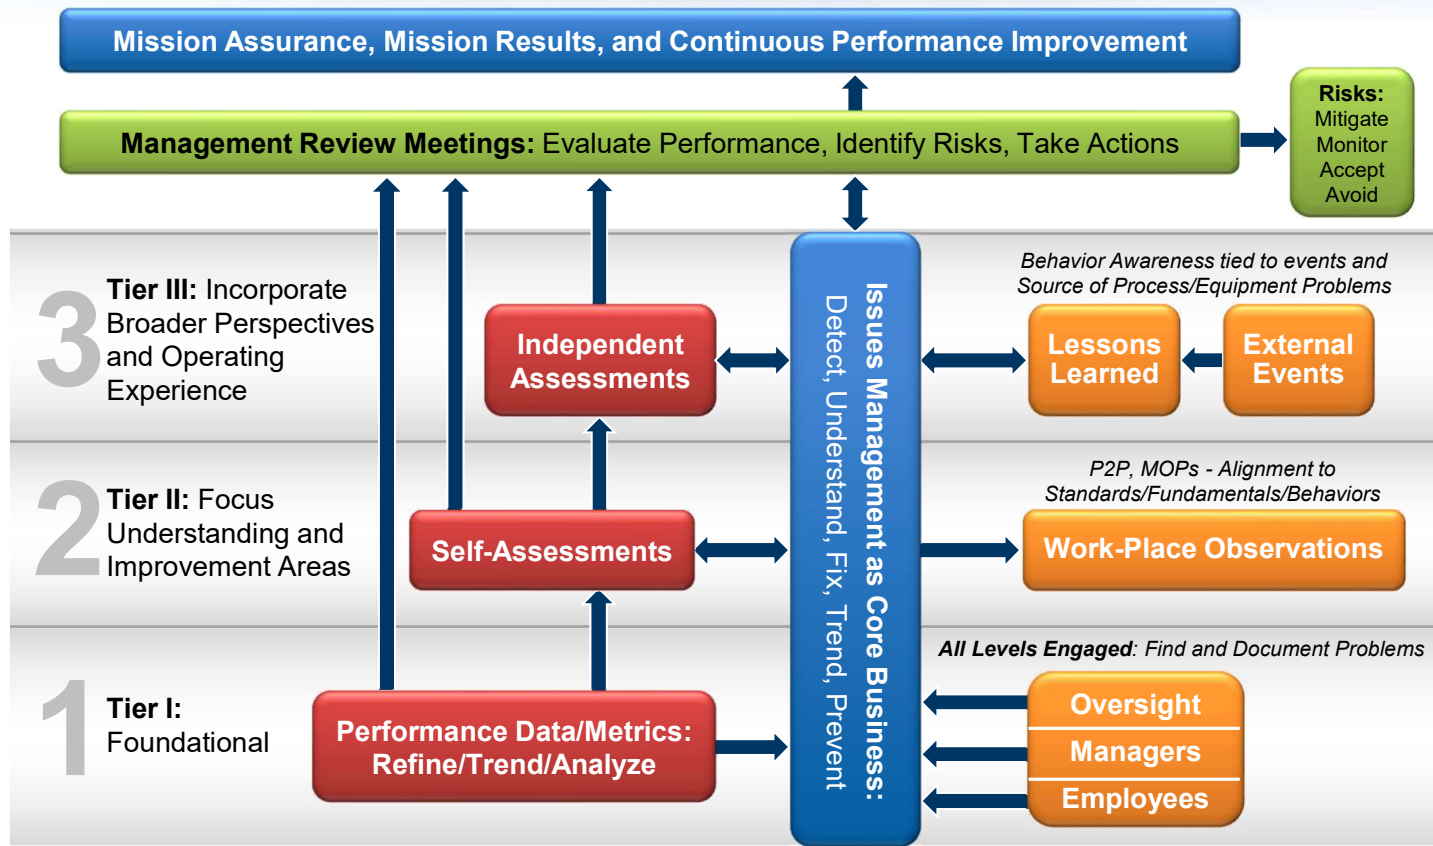 Mission Assurance, Mission Results, and Continuous Performance Improvement
Management Review Meetings: Evaluate Performance, Identify Risks, Take Actions
Risks:
Mitigate
Monitor
Accept
Avoid
3
Tier III: Incorporate
Broader Perspectives
and Operating
Experience
Independent
Assessments
Issues Management as Core Business:
Detect, Understand, Fix, Trend, Prevent
Behavior Awareness tied to events and
Source of Process/Equipment Problems
Lessons
Learned
External
Events
2
Tier II: Focus
Understanding and
Improvement Areas
Self-Assessments
P2P, MOPs - Alignment to
Standards/Fundamentals/Behaviors
Work-Place Observations
1
Tier I:
Foundational
Performance Data/Metrics:
Refine/Trend/Analyze
All Levels Engaged: Find and Document Problems
Oversight
Managers
Employees